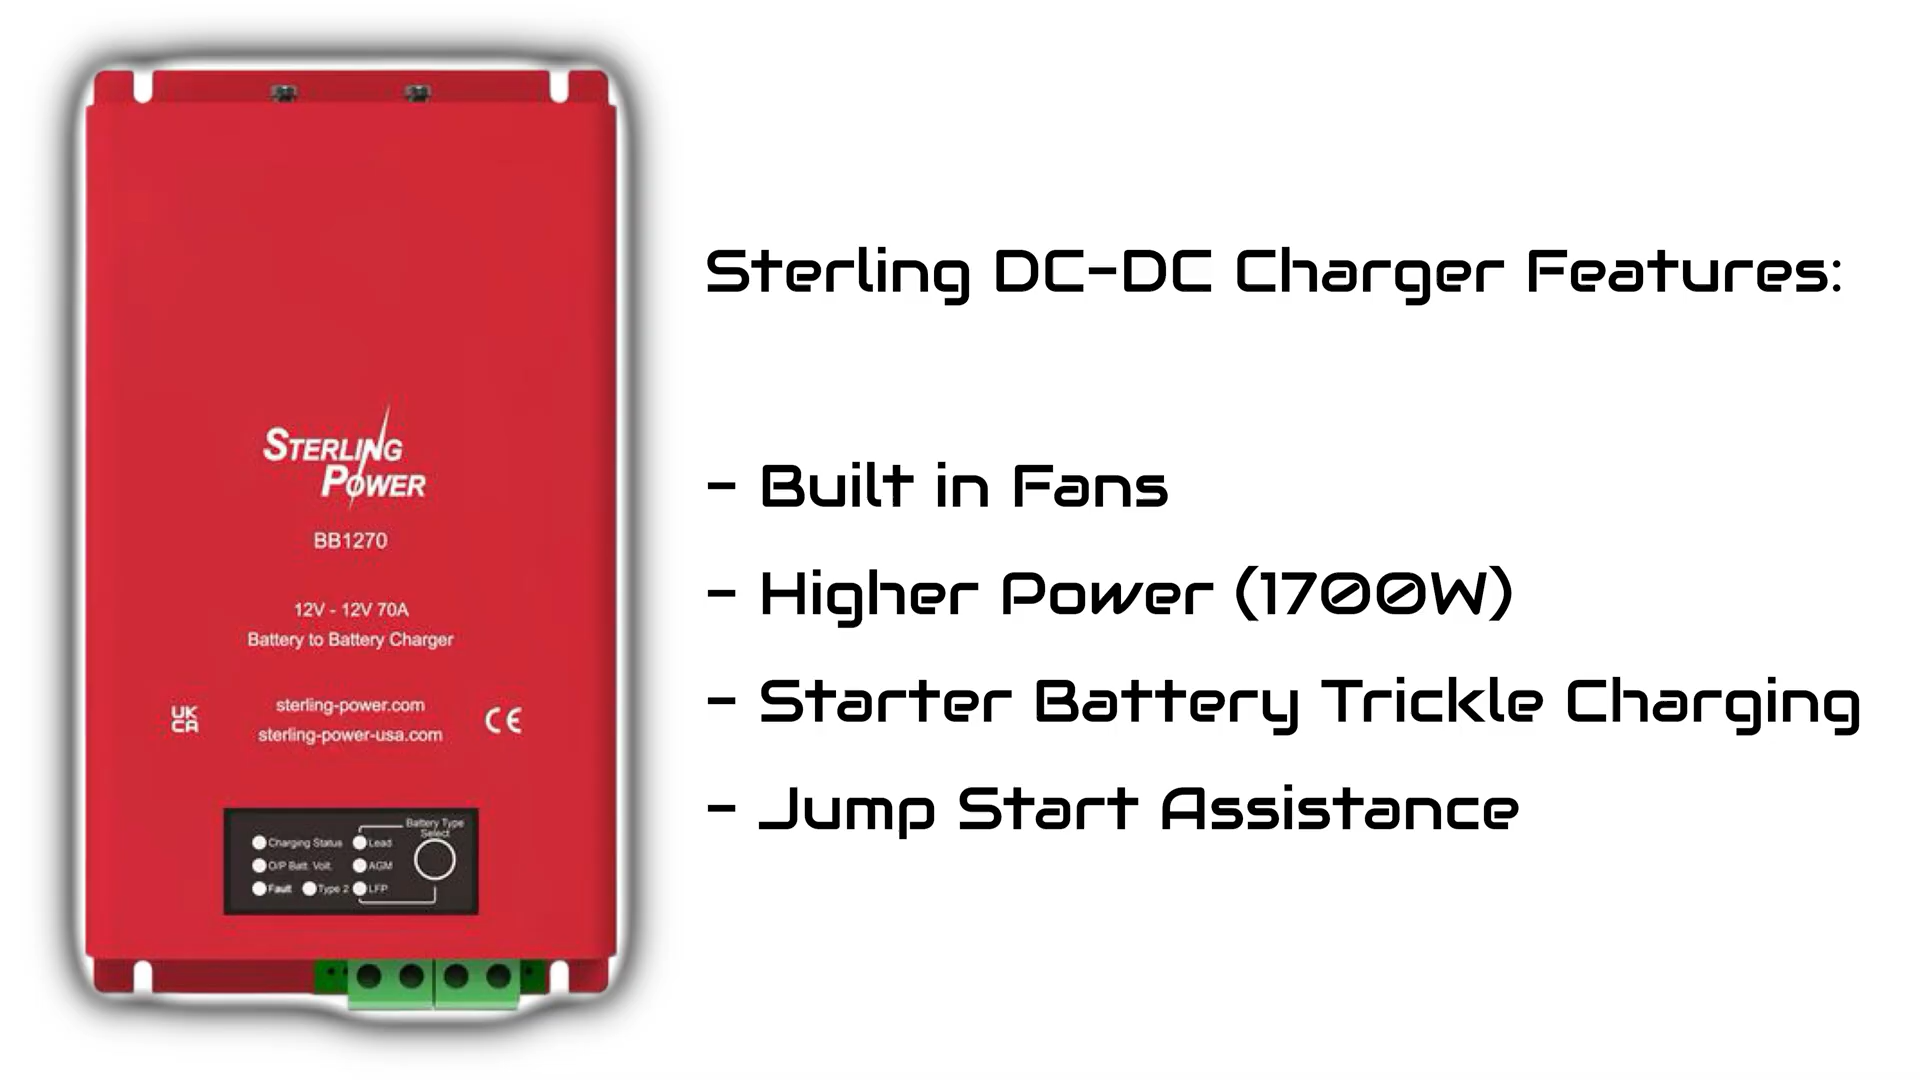 STERLING
POWER
BB1270
12V - 12V 70A
Battery to Battery Charger
UK
CA
sterling-power.com
CE
sterling-power-usa.com
Battery Type
Select
Charging Status
Lead
O/P Batt. Volt.
AGM
Fault
Type 2
LFP
Sterling DC-DC Charger Features:
- Built in Fans
- Higher Power (1700W)
- Starter Battery Trickle Charging
- Jump Start Assistance